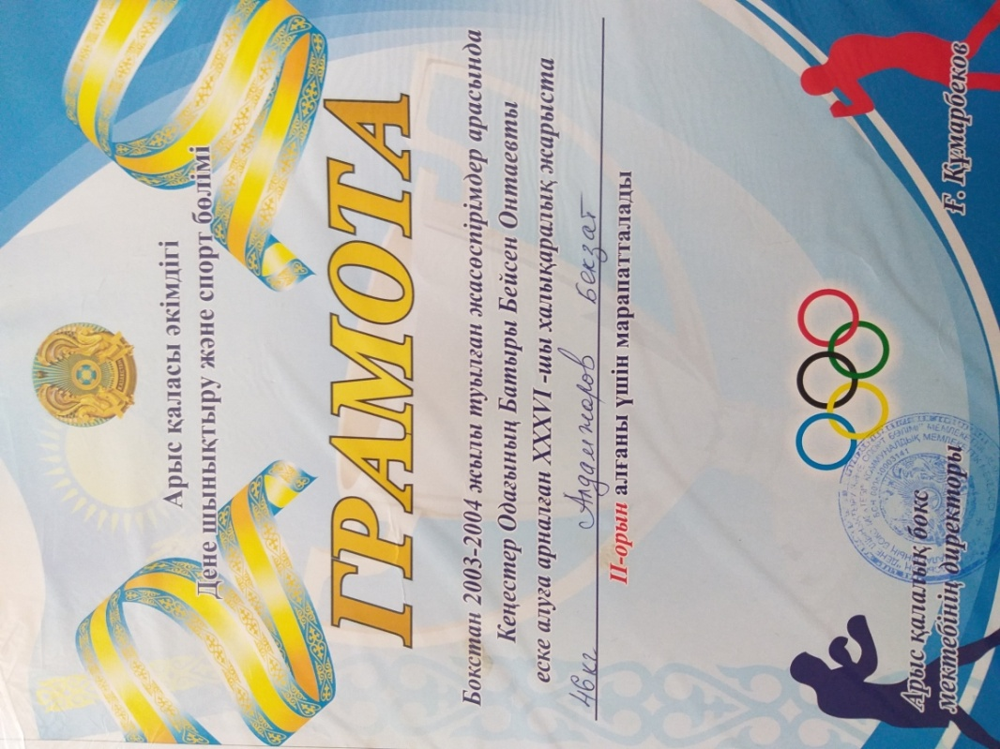 Арыс қаласы әкімдігі
Дене шынықтыру және спорт бөлімі
ГРАМОТА
Бокстан 2003-2004 жылы туылған жасөспірімдер арасында
Кеңестер Одағының Батыры Бейсен Онтаевты
еске алуға арналған XXXVI -шы халықаралық жарыста
46кг Алдамжаров Бекзат
ІІ-орын алғаны үшін марапатталады
Арыс қалалық бокс
мектебінің директоры Ғ. Құмарбеков